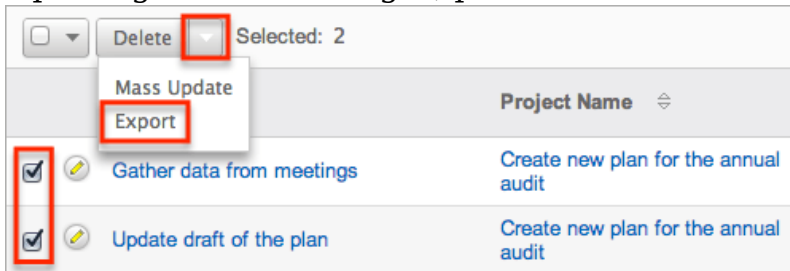 Delete Selected: 2
Mass Update
Export
Project Name
Gather data from meetings
Create new plan for the annual
audit
Update draft of the plan
Create new plan for the annual
audit